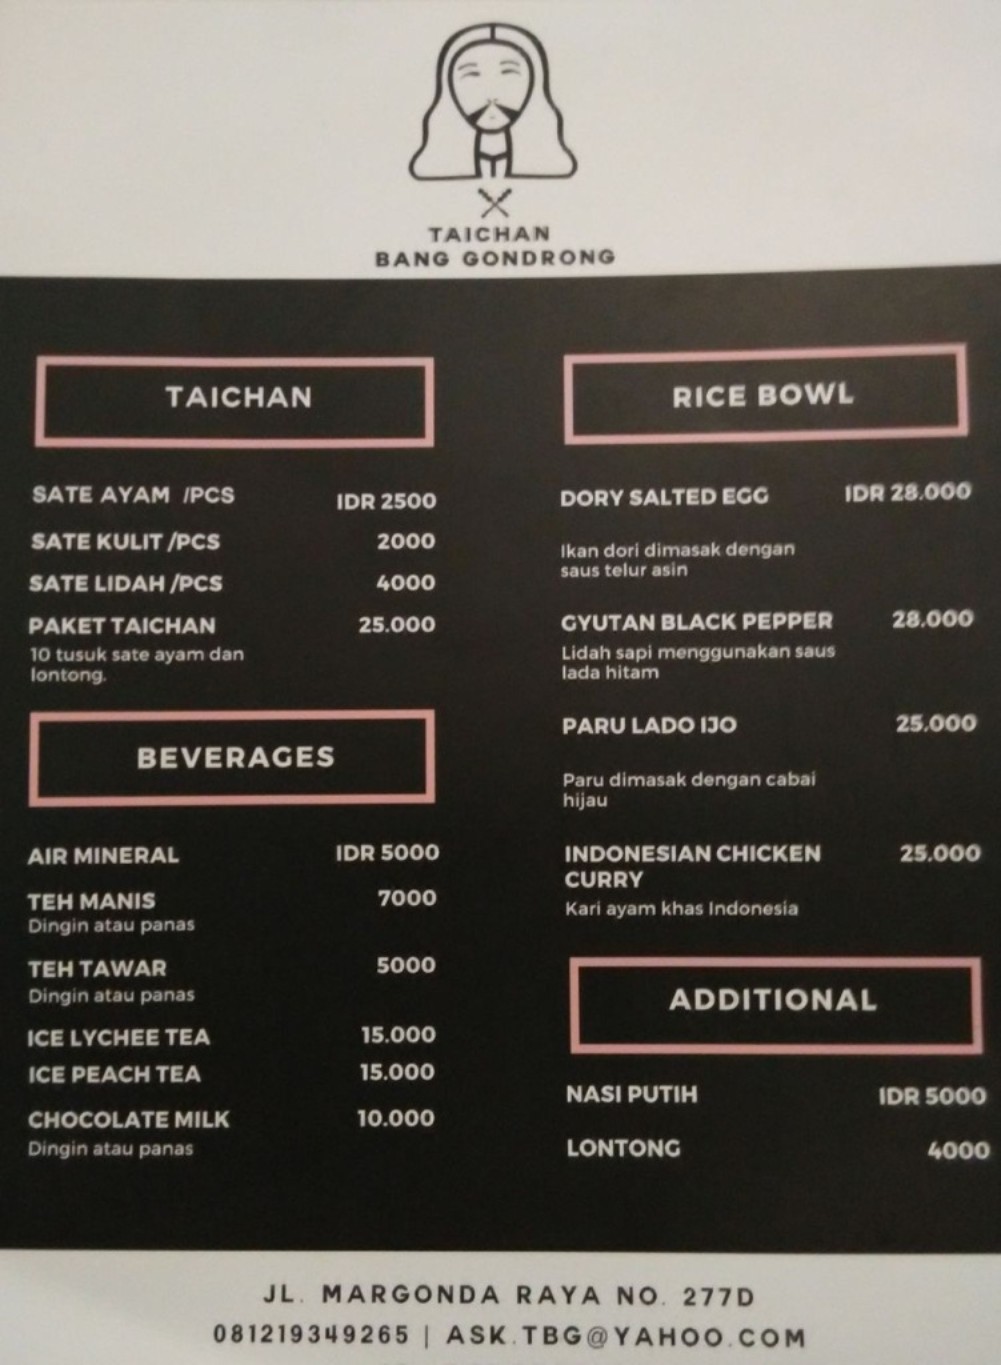 TAICHAN
BANG GONDRONG
TAICHAN
SATE AYAM /PCS IDR 2500
SATE KULIT /PCS 2000
SATE LIDAH /PCS 4000
PAKET TAICHAN 25.000
10 tusuk sate ayam dan
lontong.
BEVERAGES
AIR MINERAL IDR 5000
TEH MANIS 7000
Dingin atau panas
TEH TAWAR 5000
Dingin atau panas
ICE LYCHEE TEA 15.000
ICE PEACH TEA 15.000
CHOCOLATE MILK 10.000
Dingin atau panas
RICE BOWL
DORY SALTED EGG IDR 28.000
Ikan dori dimasak dengan
saus telur asin
GYUTAN BLACK PEPPER 28.000
Lidah sapi menggunakan saus
lada hitam
PARU LADO IJO 25.000
Paru dimasak dengan cabai
hijau
INDONESIAN CHICKEN 25.000
CURRY
Kari ayam khas Indonesia
ADDITIONAL
NASI PUTIH IDR 5000
LONTONG 4000
JL. MARGONDA RAYA NO. 277D
081219349265 | ASK.TBG@YAHOO.COM